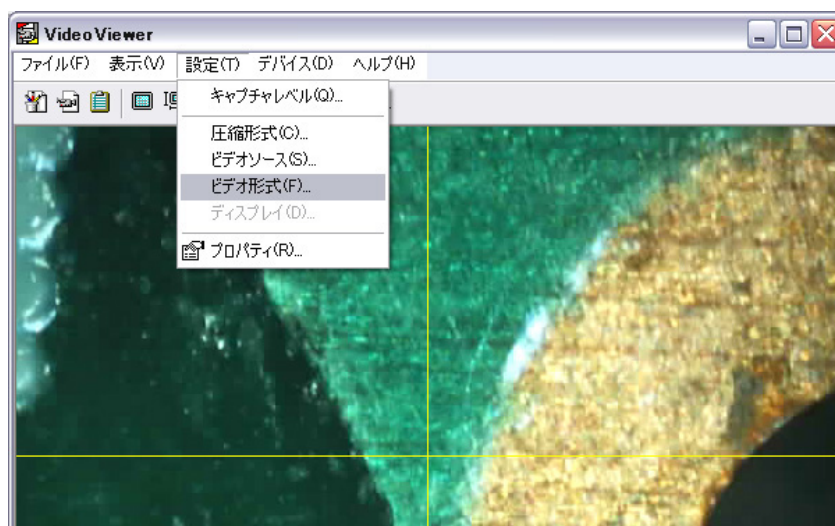 VideoViewer
ファイル(F) 表示(V) 設定(T) デバイス(D) ヘルプ(H)
キャプチャレベル(Q)...
圧縮形式(C)...
ビデオソース(S)...
ビデオ形式(F)...
ディスプレイ(D)...
プロパティ(R)...